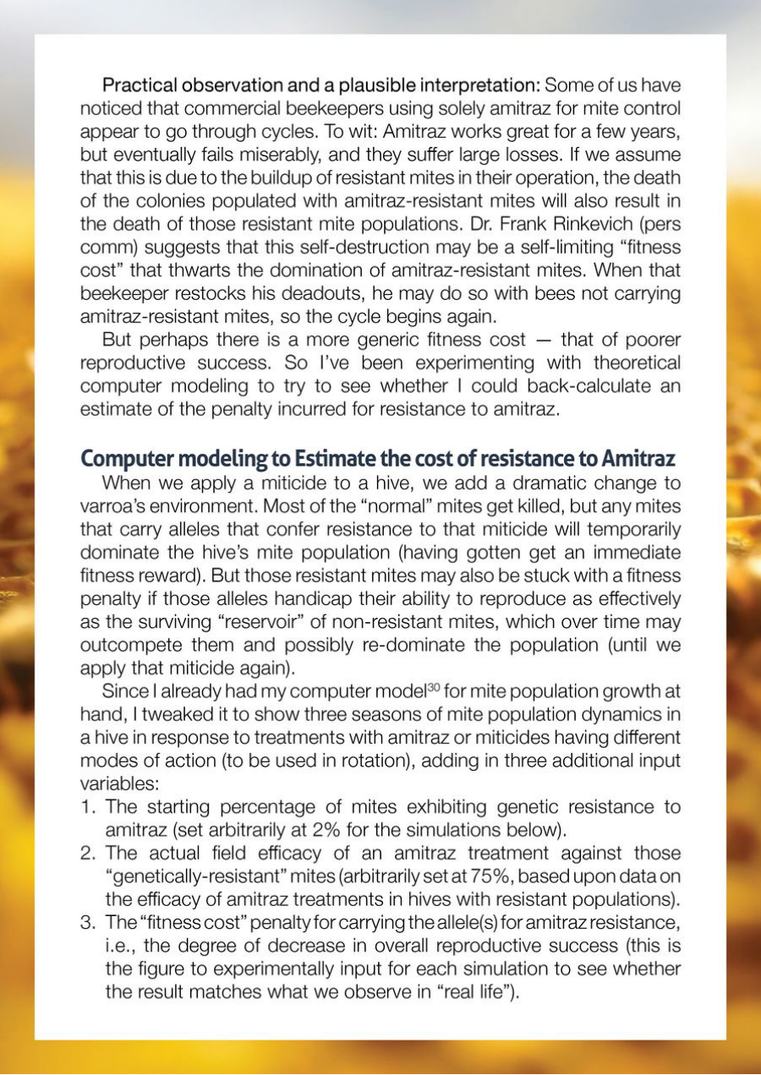 Practical observation and a plausible interpretation: Some of us have
noticed that commercial beekeepers using solely amitraz for mite control
appear to go through cycles. To wit: Amitraz works great for a few years,
but eventually fails miserably, and they suffer large losses. If we assume
that this is due to the buildup of resistant mites in their operation, the death
of the colonies populated with amitraz-resistant mites will also result in
the death of those resistant mite populations. Dr. Frank Rinkevich (pers
comm) suggests that this self-destruction may be a self-limiting “fitness
cost” that thwarts the domination of amitraz-resistant mites. When that
beekeeper restocks his deadouts, he may do so with bees not carrying
amitraz-resistant mites, so the cycle begins again.
But perhaps there is a more generic fitness cost — that of poorer
reproductive success. So I’ve been experimenting with theoretical
computer modeling to try to see whether I could back-calculate an
estimate of the penalty incurred for resistance to amitraz.
Computer modeling to Estimate the cost of resistance to Amitraz
When we apply a miticide to a hive, we add a dramatic change to
varroa’s environment. Most of the “normal” mites get killed, but any mites
that carry alleles that confer resistance to that miticide will temporarily
dominate the hive’s mite population (having gotten get an immediate
fitness reward). But those resistant mites may also be stuck with a fitness
penalty if those alleles handicap their ability to reproduce as effectively
as the surviving “reservoir” of non-resistant mites, which over time may
outcompete them and possibly re-dominate the population (until we
apply that miticide again).
Since I already had my computer model³⁰ for mite population growth at
hand, I tweaked it to show three seasons of mite population dynamics in
a hive in response to treatments with amitraz or miticides having different
modes of action (to be used in rotation), adding in three additional input
variables:
1. The starting percentage of mites exhibiting genetic resistance to
amitraz (set arbitrarily at 2% for the simulations below).
2. The actual field efficacy of an amitraz treatment against those
“genetically-resistant” mites (arbitrarily set at 75%, based upon data on
the efficacy of amitraz treatments in hives with resistant populations).
3. The “fitness cost” penalty for carrying the allele(s) for amitraz resistance,
i.e., the degree of decrease in overall reproductive success (this is
the figure to experimentally input for each simulation to see whether
the result matches what we observe in “real life”).